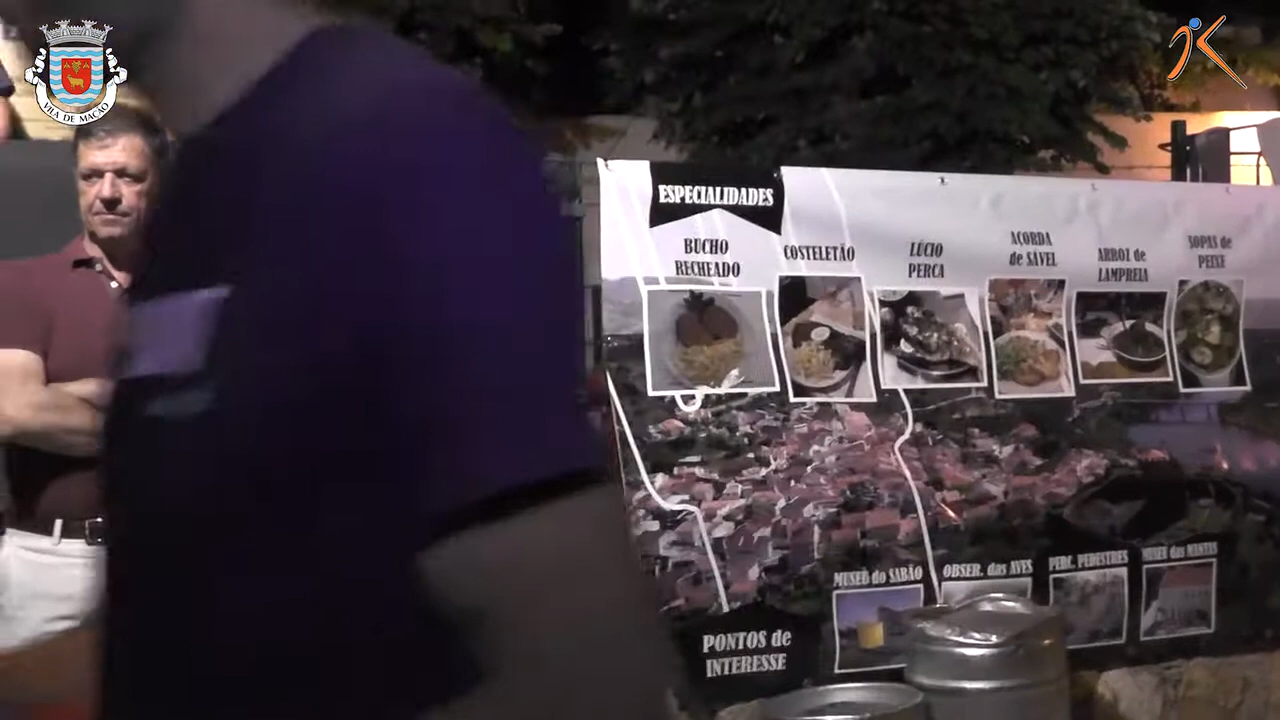 VILA DE MAÇÃO
ESPECIALIDADES
BUCHO
RECHEADO
COSTELETÃO
LÚCIO
PERCA
AÇORDA
de SÁVEL
ARROZ de
LAMPREIA
SOPAS de
PEIXE
MUSEU do SABÃO
OBSER. das AVES
PERC. PEDESTRES
MUSEU das MANTAS
PONTOS de
INTERESSE